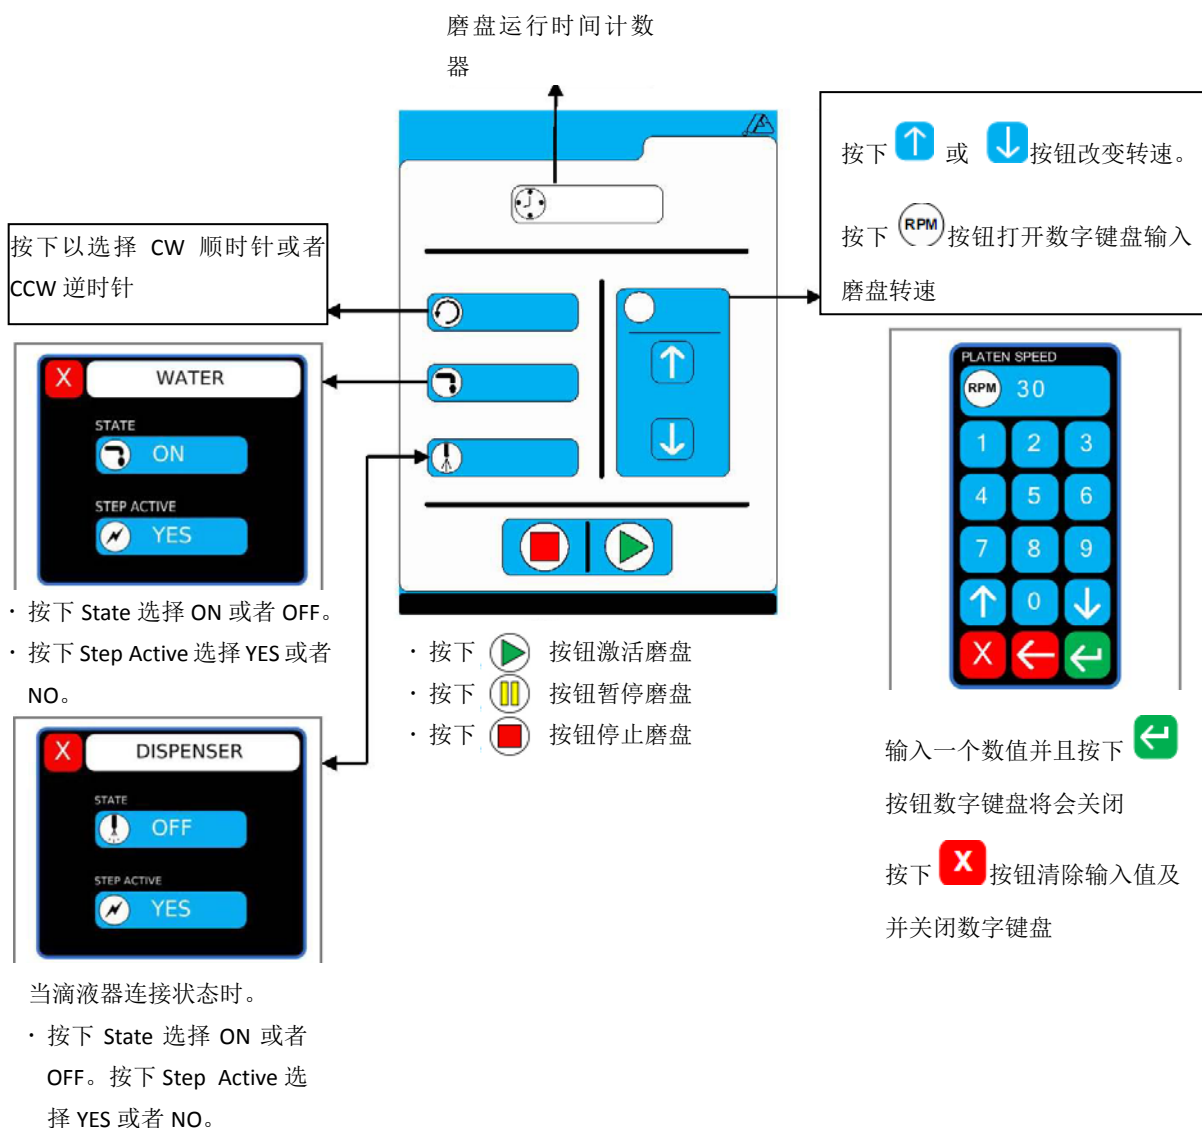 磨盘运行时间计数
器
按下 或 按钮改变转速。
按下 RPM 按钮打开数字键盘输入
磨盘转速
按下以选择 CW 顺时针或者
CCW 逆时针
X WATER
STATE
ON
STEP ACTIVE
YES
· 按下 State 选择 ON 或者 OFF。
· 按下 Step Active 选择 YES 或者
NO。
X DISPENSER
STATE
OFF
STEP ACTIVE
YES
当滴液器连接状态时。
· 按下 State 选择 ON 或者
OFF。按下 Step Active 选
择 YES 或者 NO。
· 按下 按钮激活磨盘
· 按下 按钮暂停磨盘
· 按下 按钮停止磨盘
PLATEN SPEED
RPM 30
1 2 3
4 5 6
7 8 9
0
X
输入一个数值并且按下
按钮数字键盘将会关闭
按下 X 按钮清除输入值及
并关闭数字键盘